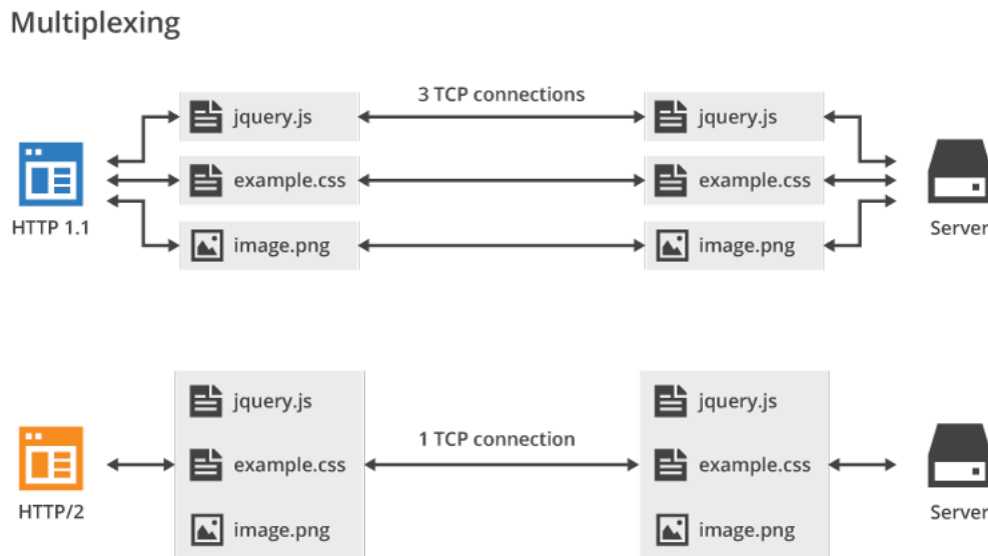 Multiplexing
3 TCP connections
jquery.js jquery.js
example.css example.css
HTTP 1.1 Server
image.png image.png
jquery.js jquery.js
1 TCP connection
example.css example.css
HTTP/2 Server
image.png image.png